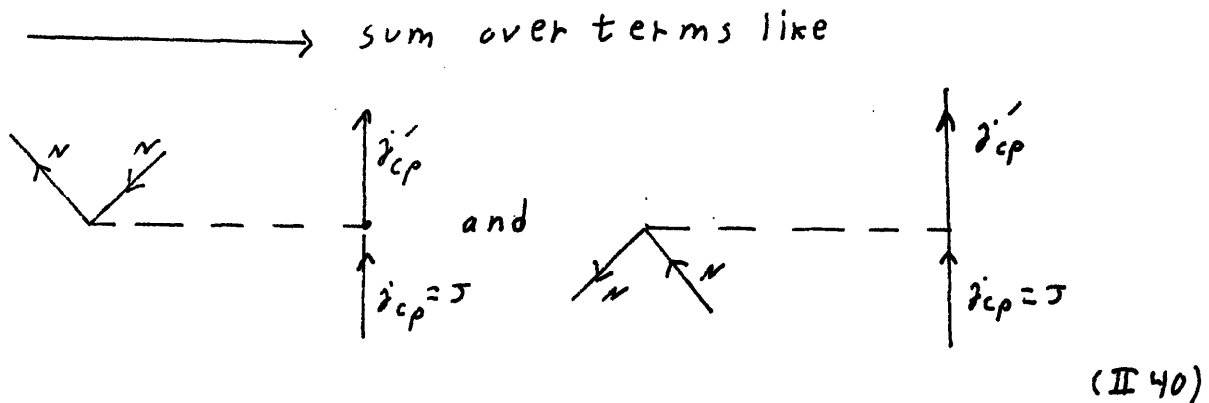 sum over terms like
N N j'cp and N N j'cp
jcp = J jcp = J
(II 40)